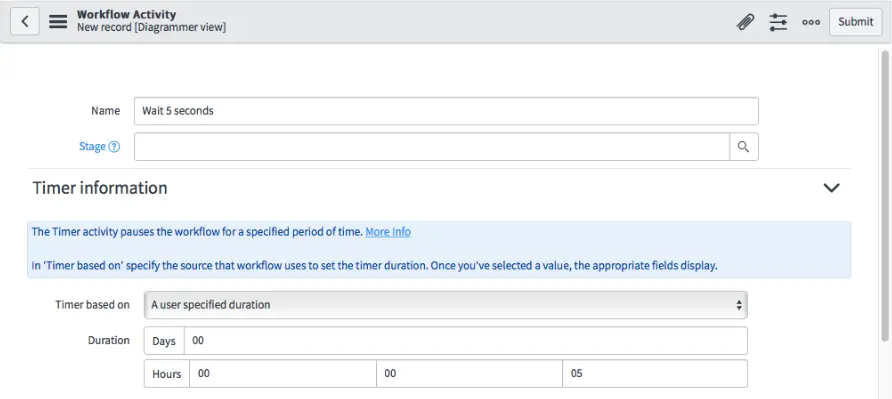 Workflow Activity
New record [Diagrammer view]
Submit
Name Wait 5 seconds
Stage
Timer information
The Timer activity pauses the workflow for a specified period of time. More Info
In 'Timer based on' specify the source that workflow uses to set the timer duration. Once you've selected a value, the appropriate fields display.
Timer based on A user specified duration
Duration Days 00
Hours 00 00 05